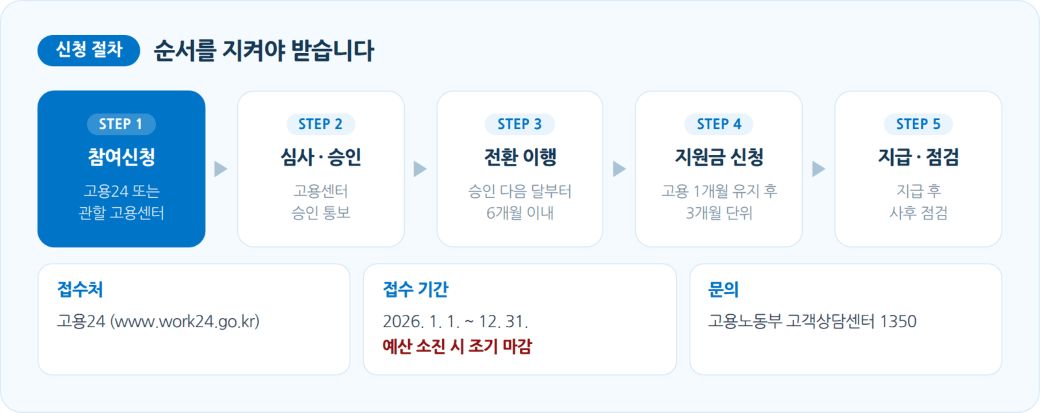 신청 절차 순서를 지켜야 받습니다
STEP 1
참여신청
고용24 또는
관할 고용센터
STEP 2
심사 · 승인
고용센터
승인 통보
STEP 3
전환 이행
승인 다음 달부터
6개월 이내
STEP 4
지원금 신청
고용 1개월 유지 후
3개월 단위
STEP 5
지급 · 점검
지급 후
사후 점검
접수처
고용24 (www.work24.go.kr)
접수 기간
2026. 1. 1. ~ 12. 31.
예산 소진 시 조기 마감
문의
고용노동부 고객상담센터 1350